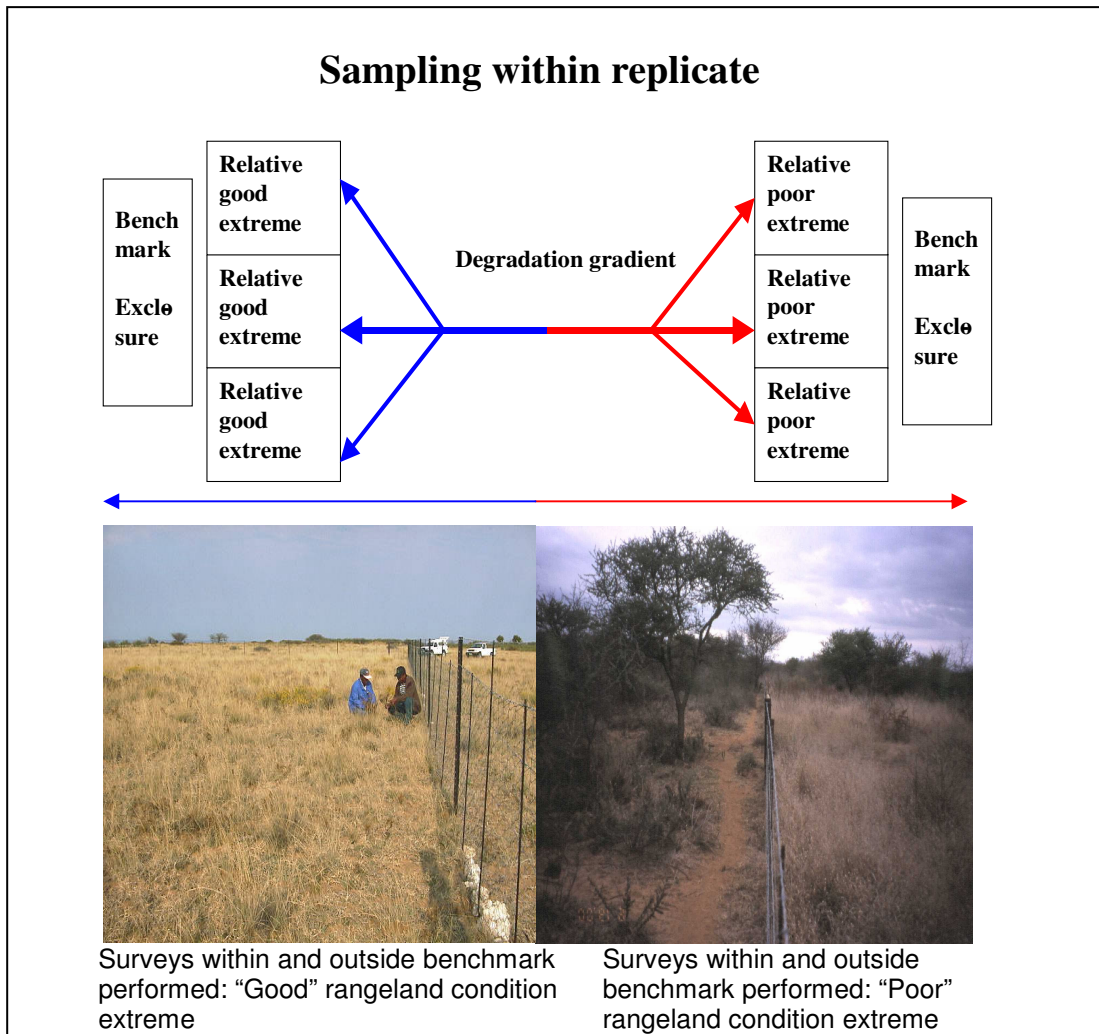 Sampling within replicate
Bench
mark
Exclo
sure
Relative
good
extreme
Relative
good
extreme
Relative
good
extreme
Degradation gradient
Relative
poor
extreme
Relative
poor
extreme
Relative
poor
extreme
Bench
mark
Exclo
sure
Surveys within and outside benchmark
performed: “Good” rangeland condition
extreme
Surveys within and outside
benchmark performed: “Poor”
rangeland condition extreme